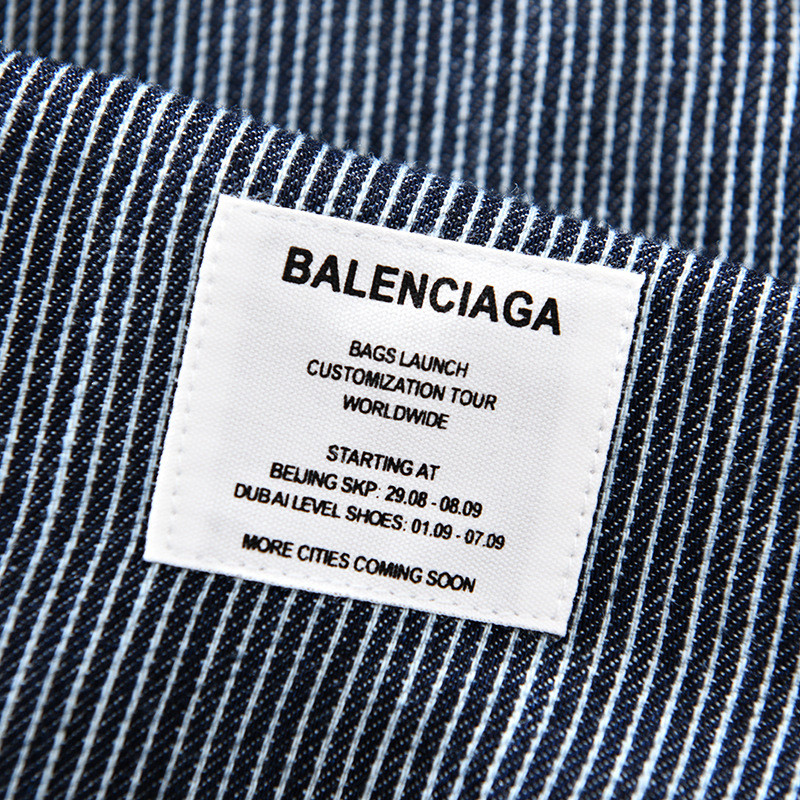 BALENCIAGA
BAGS LAUNCH
CUSTOMIZATION TOUR
WORLDWIDE
STARTING AT
BEIJING SKP: 29.08 - 08.09
DUBAI LEVEL SHOES: 01.09 - 07.09
MORE CITIES COMING SOON